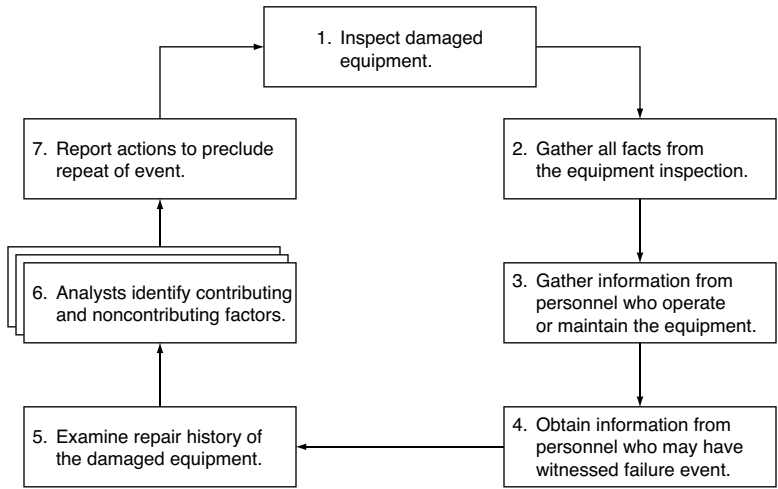 1. Inspect damaged
equipment.
2. Gather all facts from
the equipment inspection.
3. Gather information from
personnel who operate
or maintain the equipment.
4. Obtain information from
personnel who may have
witnessed failure event.
5. Examine repair history of
the damaged equipment.
6. Analysts identify contributing
and noncontributing factors.
7. Report actions to preclude
repeat of event.